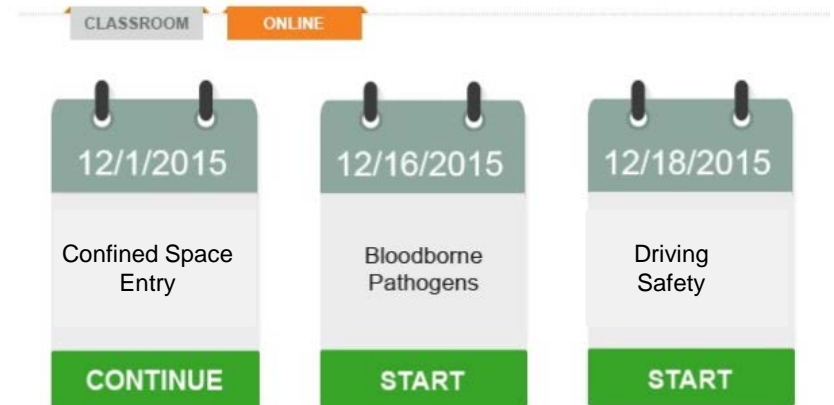 CLASSROOM
ONLINE
12/1/2015
12/16/2015
12/18/2015
Confined Space
Entry
Bloodborne
Pathogens
Driving
Safety
CONTINUE
START
START